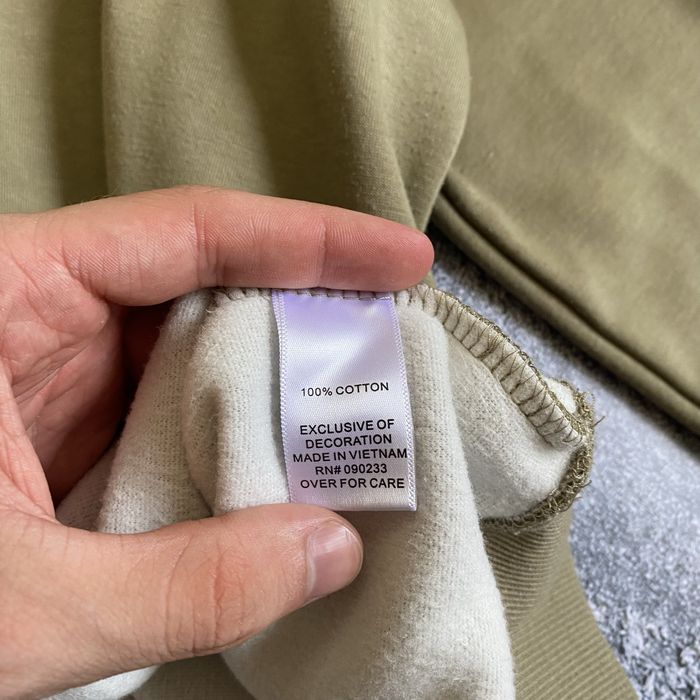 100% COTTON
EXCLUSIVE OF
DECORATION
MADE IN VIETNAM
RN# 090233
OVER FOR CARE